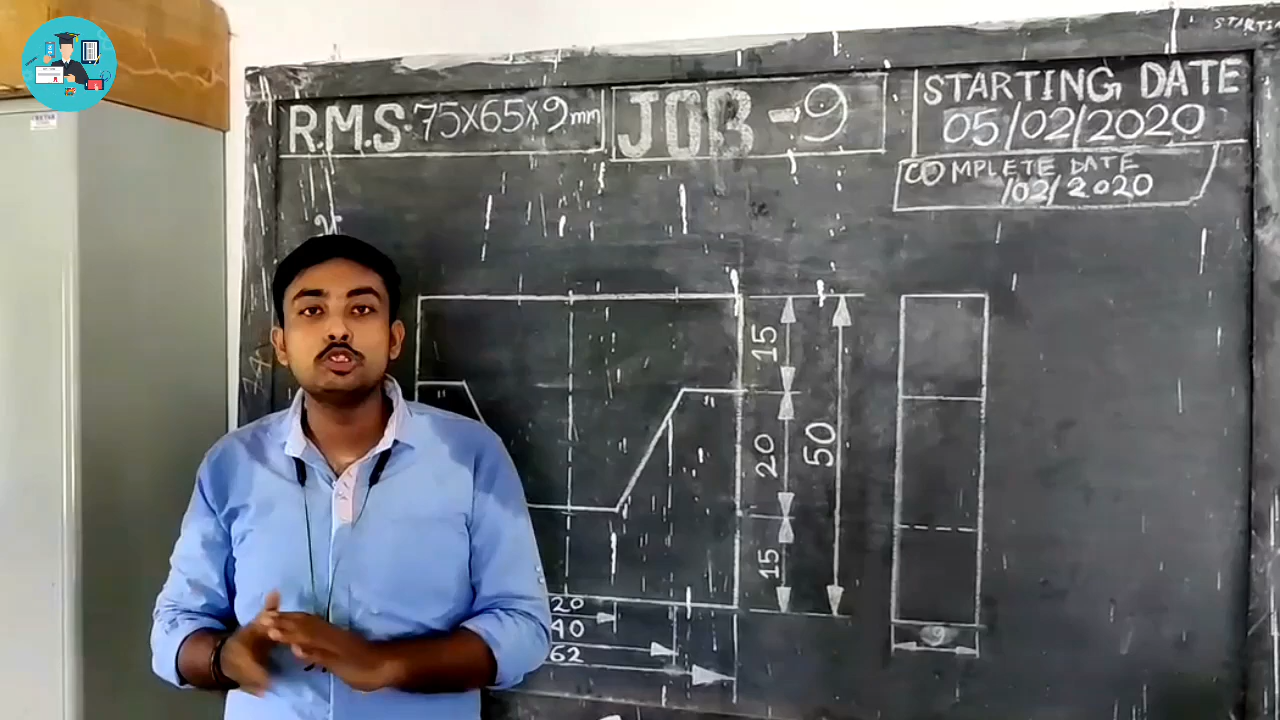 R.M.S. 75x65x9mm
JOB-9
STARTING DATE
05/02/2020
COMPLETE DATE
/02/2020
15
20
50
15
20
40
62
9